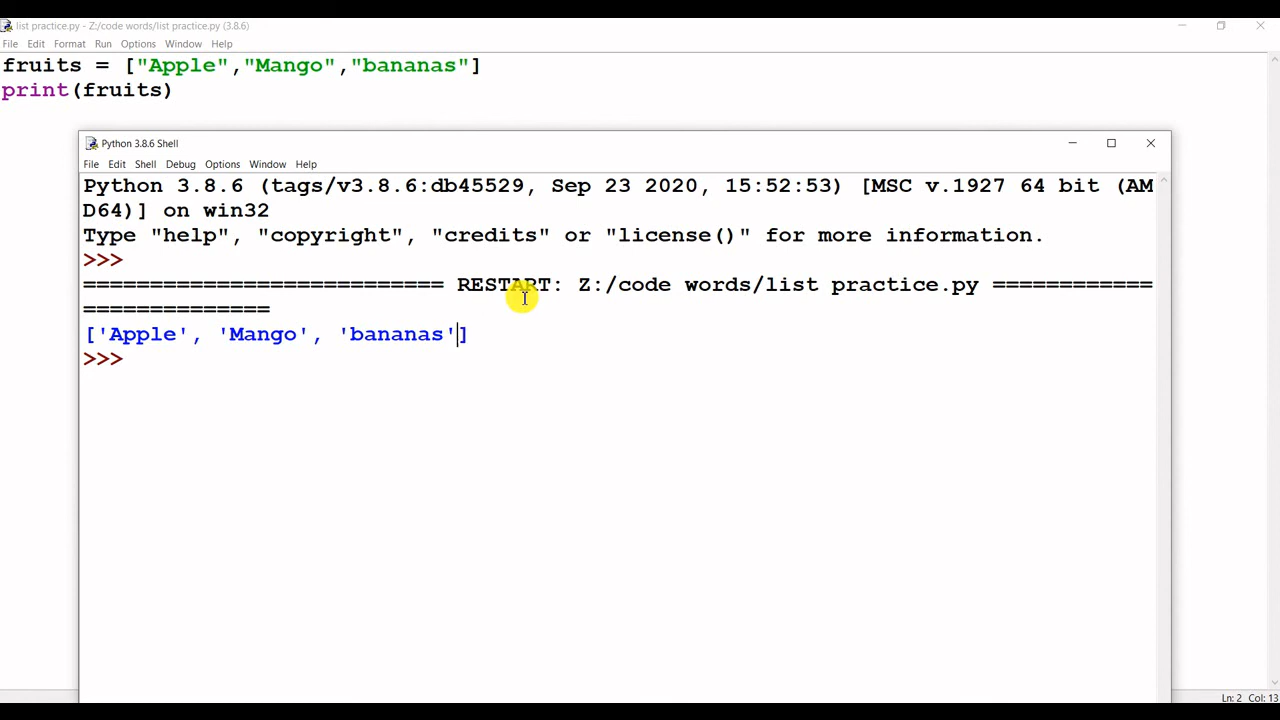 list practice.py - Z:/code words/list practice.py (3.8.6)
File Edit Format Run Options Window Help
fruits = ["Apple","Mango","bananas"]
print(fruits)
Python 3.8.6 Shell
File Edit Shell Debug Options Window Help
Python 3.8.6 (tags/v3.8.6:db45529, Sep 23 2020, 15:52:53) [MSC v.1927 64 bit (AM
D64)] on win32
Type "help", "copyright", "credits" or "license()" for more information.
>>>
=========================== RESTART: Z:/code words/list practice.py ============
==============
['Apple', 'Mango', 'bananas']
>>>
Ln: 2 Col: 13